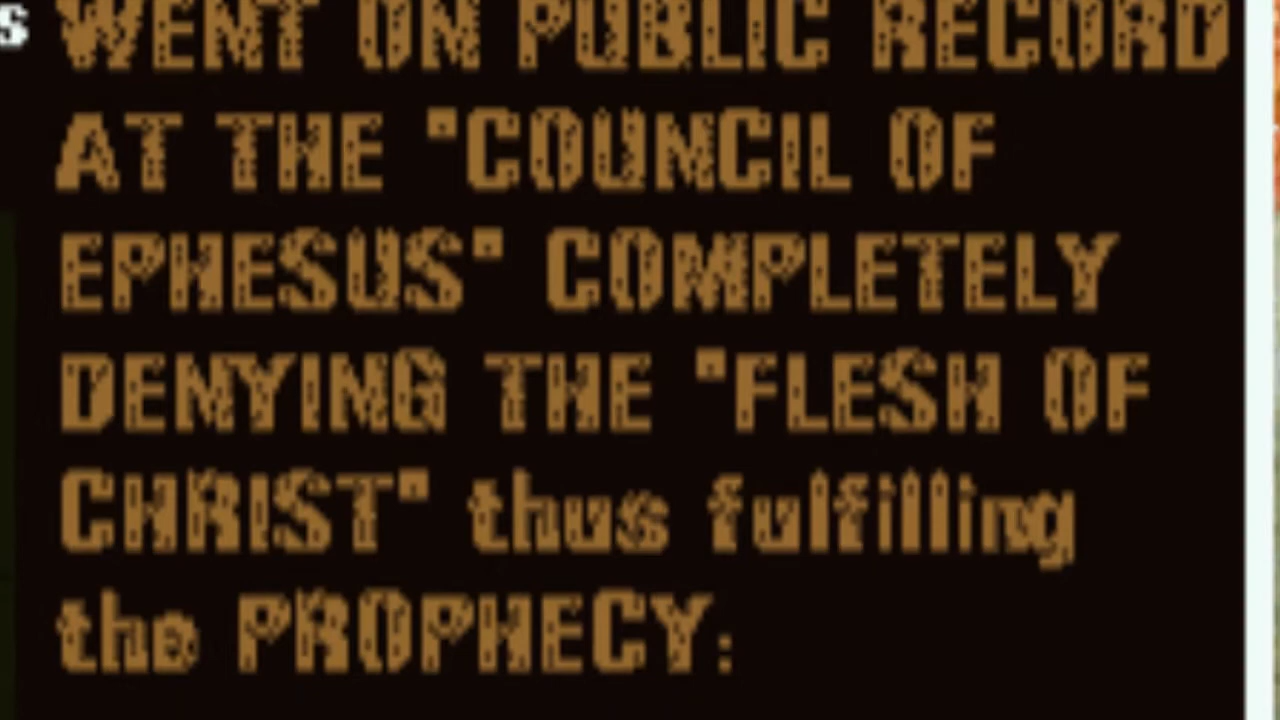 s WENT ON PUBLIC RECORD
AT THE "COUNCIL OF
EPHESUS" COMPLETELY
DENYING THE "FLESH OF
CHRIST" thus fulfilling
the PROPHECY: